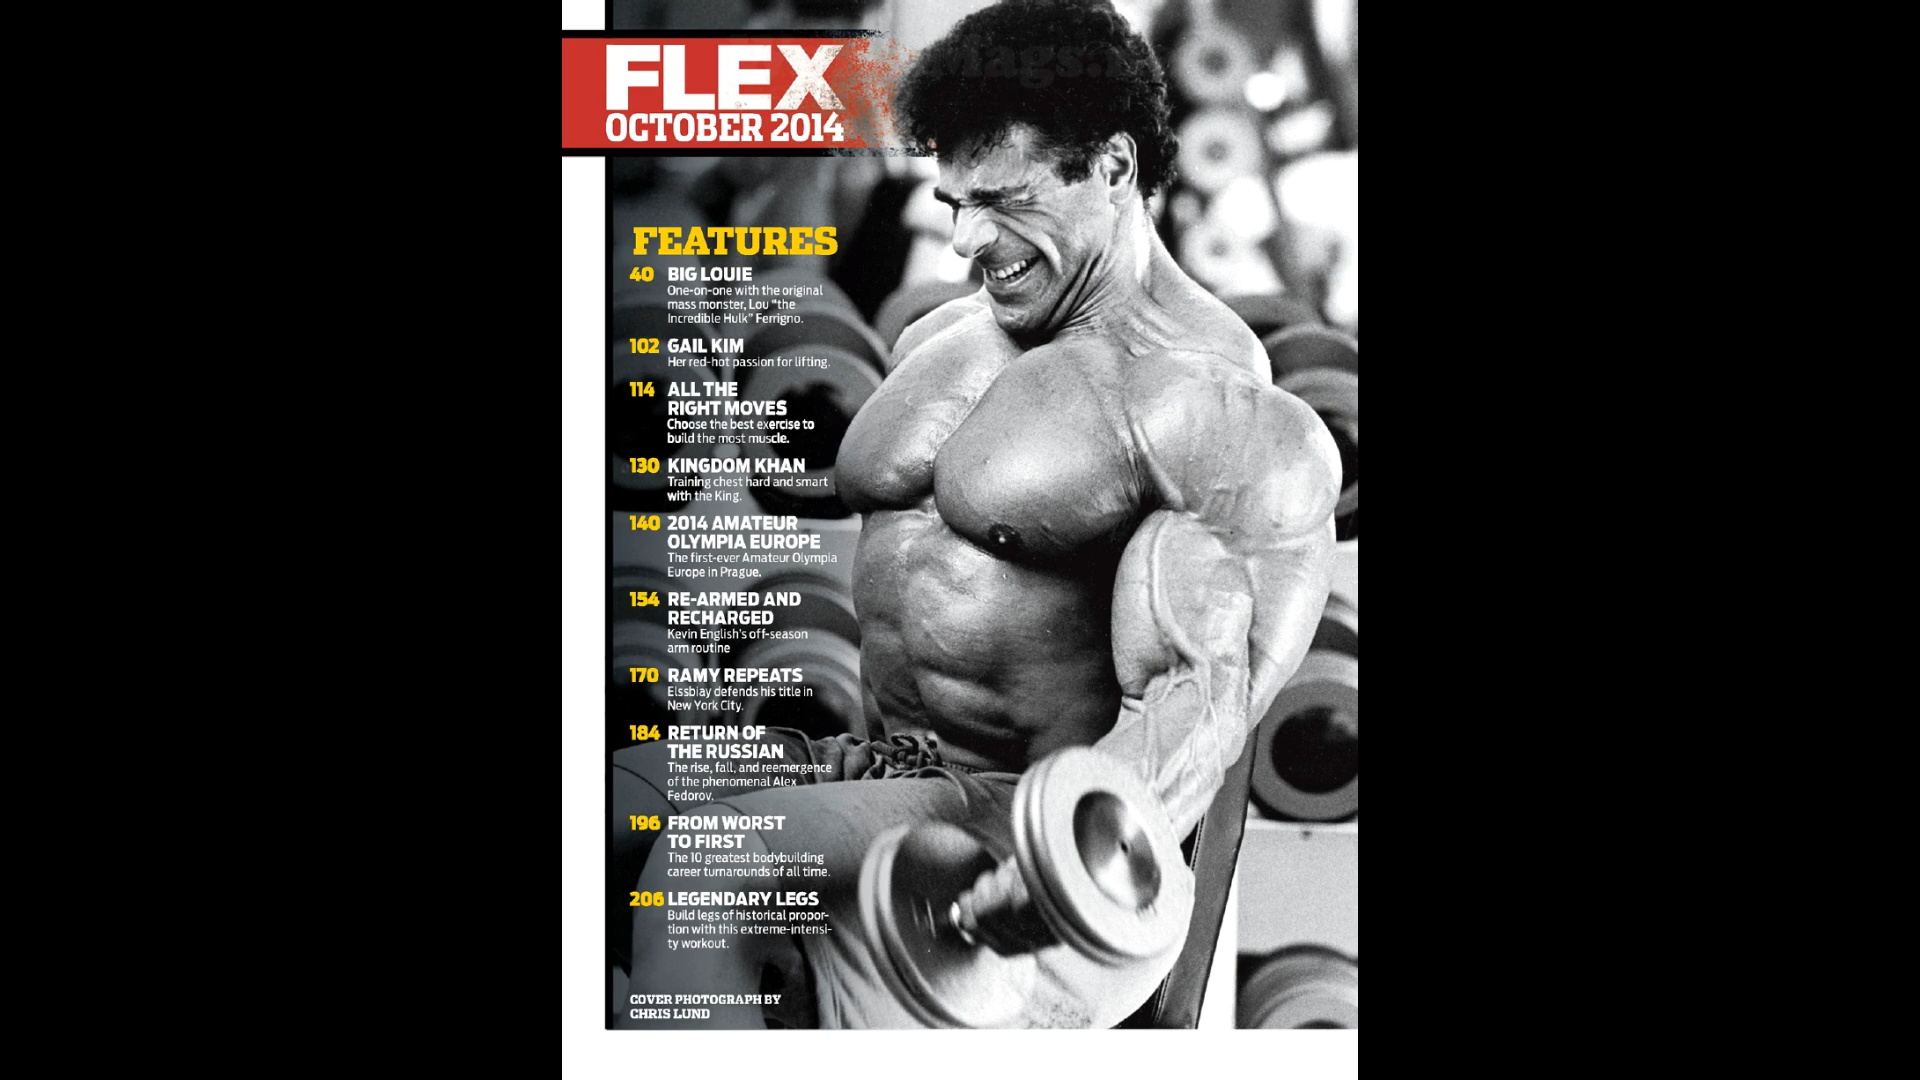 FLEX
OCTOBER 2014
FEATURES
40 BIG LOUIE
One-on-one with the original
mass monster, Lou "the
Incredible Hulk" Ferrigno.
102 GAIL KIM
Her red-hot passion for lifting.
114 ALL THE
RIGHT MOVES
Choose the best exercise to
build the most muscle.
130 KINGDOM KHAN
Training chest hard and smart
with the King.
140 2014 AMATEUR
OLYMPIA EUROPE
The first-ever Amateur Olympia
Europe in Prague.
154 RE-ARMED AND
RECHARGED
Kevin English's off-season
arm routine
170 RAMY REPEATS
Elssbiay defends his title in
New York City.
184 RETURN OF
THE RUSSIAN
The rise, fall, and reemergence
of the phenomenal Alex
Fedorov.
196 FROM WORST
TO FIRST
The 10 greatest bodybuilding
career turnarounds of all time.
206 LEGENDARY LEGS
Build legs of historical propor-
tion with this extreme-intensi-
ty workout.
COVER PHOTOGRAPH BY
CHRIS LUND